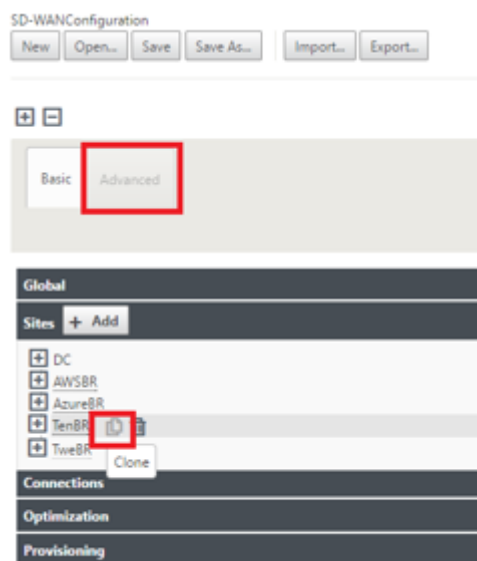 SD-WANConfiguration
New Open... Save Save As... Import... Export...
Basic Advanced
Global
Sites + Add
DC
AWSBR
AzureBR
TenBR
TweBR
Clone
Connections
Optimization
Provisioning